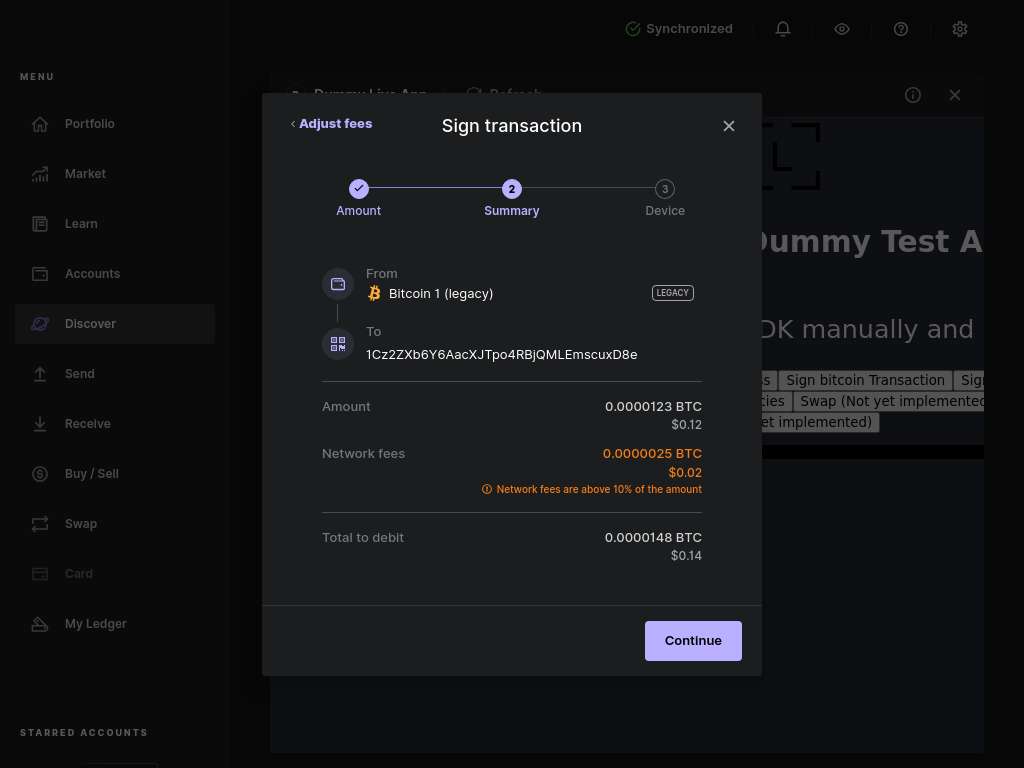 Synchronized
MENU
Portfolio
Market
Learn
Accounts
Discover
Send
Receive
Buy / Sell
Swap
Card
My Ledger
STARRED ACCOUNTS
Dummy Live App
Refresh
Adjust fees
Sign transaction
2
3
Amount
Summary
Device
From
Bitcoin 1 (legacy)
LEGACY
To
1Cz2ZXb6Y6AacXJTpo4RBjQMLEmscuxD8e
Amount
0.0000123 BTC
$0.12
Network fees
0.0000025 BTC
$0.02
Network fees are above 10% of the amount
Total to debit
0.0000148 BTC
$0.14
Continue
L
Dummy Test A
DK manually and
ss
Sign bitcoin Transaction
Sig
cies
Swap (Not yet implemented
et implemented)